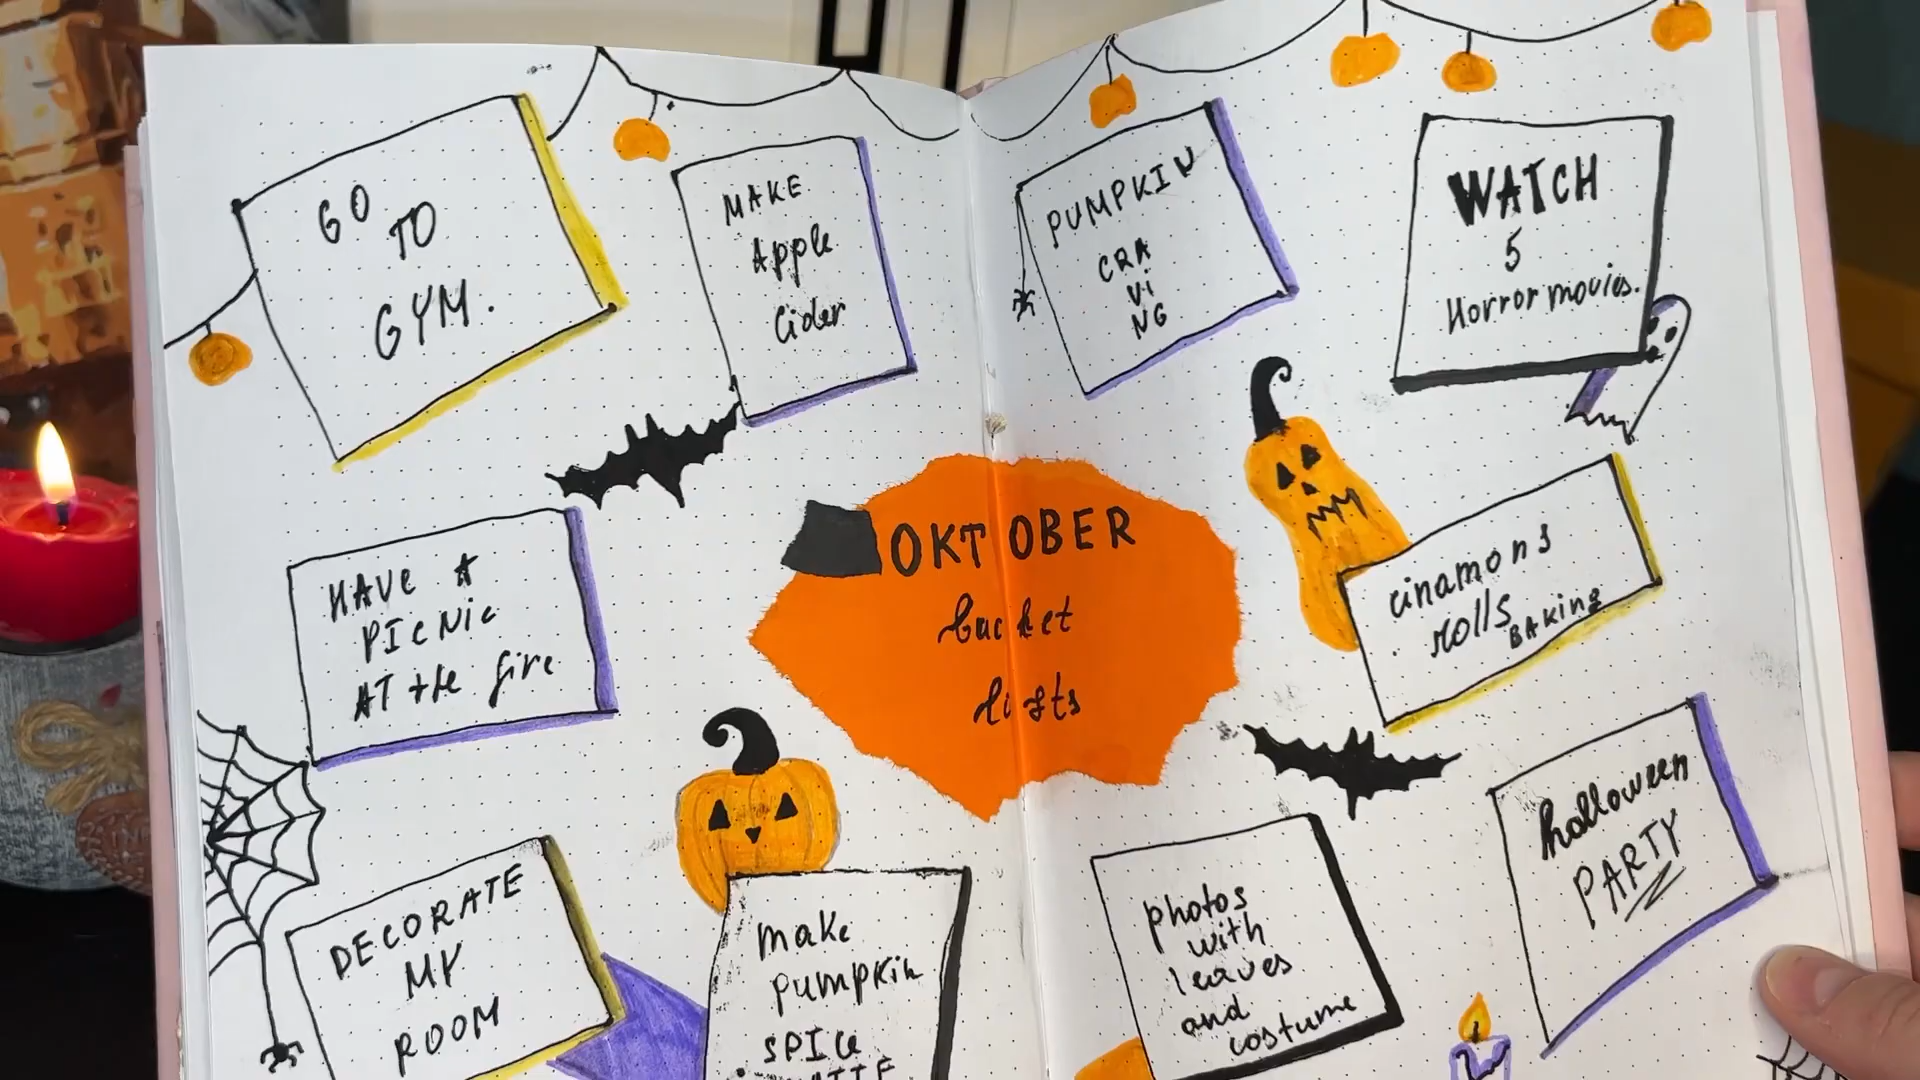 GO
TO
GYM.
MAKE
Apple
Cider
PUMPKIN
CRA
Vi
NG
WATCH
5
Horror movies.
HAVE A
PIcNic
AT tHe fire
OKTOBER
bucket
lists
cinamons
rolls
BAKing
DECORATE
MY
ROOM
make
pumpkin
SPICe
photos
with
leaves
and
costume
halloween
PARTY